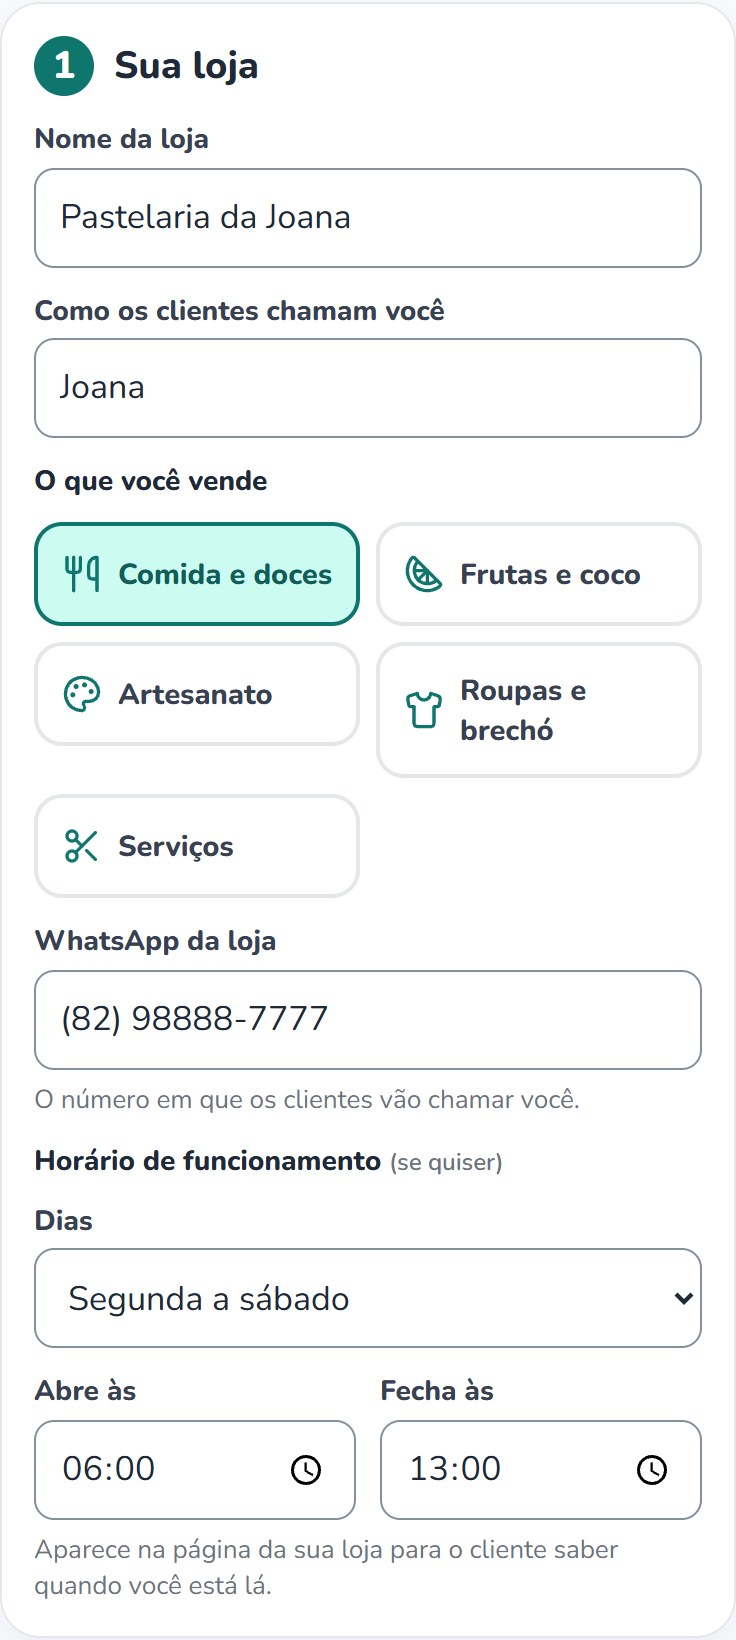 1 Sua loja
Nome da loja
Pastelaria da Joana
Como os clientes chamam você
Joana
O que você vende
Comida e doces
Frutas e coco
Artesanato
Roupas e
brechó
Serviços
WhatsApp da loja
(82) 98888-7777
O número em que os clientes vão chamar você.
Horário de funcionamento (se quiser)
Dias
Segunda a sábado
Abre às
Fecha às
06:00
13:00
Aparece na página da sua loja para o cliente saber
quando você está lá.